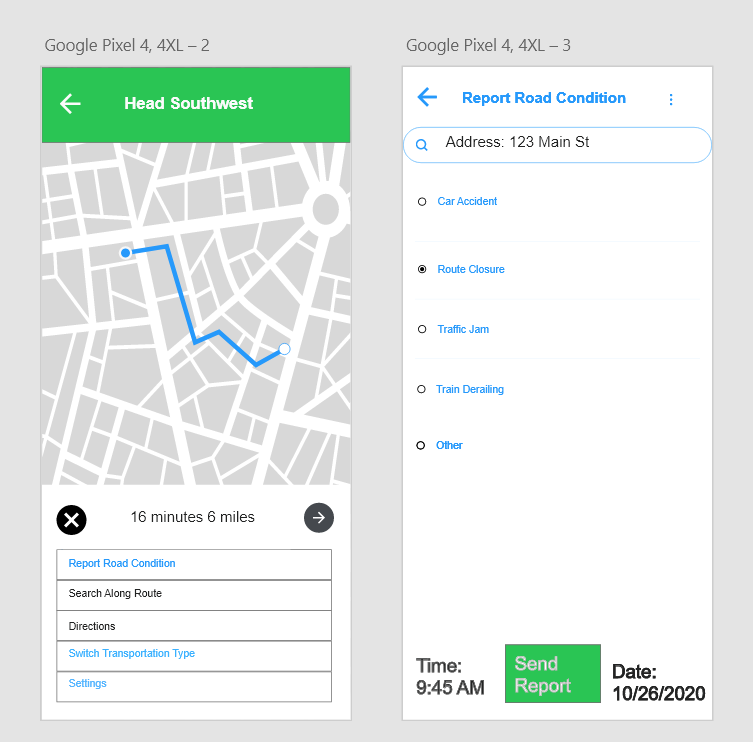 Google Pixel 4, 4XL – 2
Head Southwest
16 minutes 6 miles
Report Road Condition
Search Along Route
Directions
Switch Transportation Type
Settings
Google Pixel 4, 4XL – 3
Report Road Condition
Address: 123 Main St
Car Accident
Route Closure
Traffic Jam
Train Derailing
Other
Time:
9:45 AM
Send
Report
Date:
10/26/2020